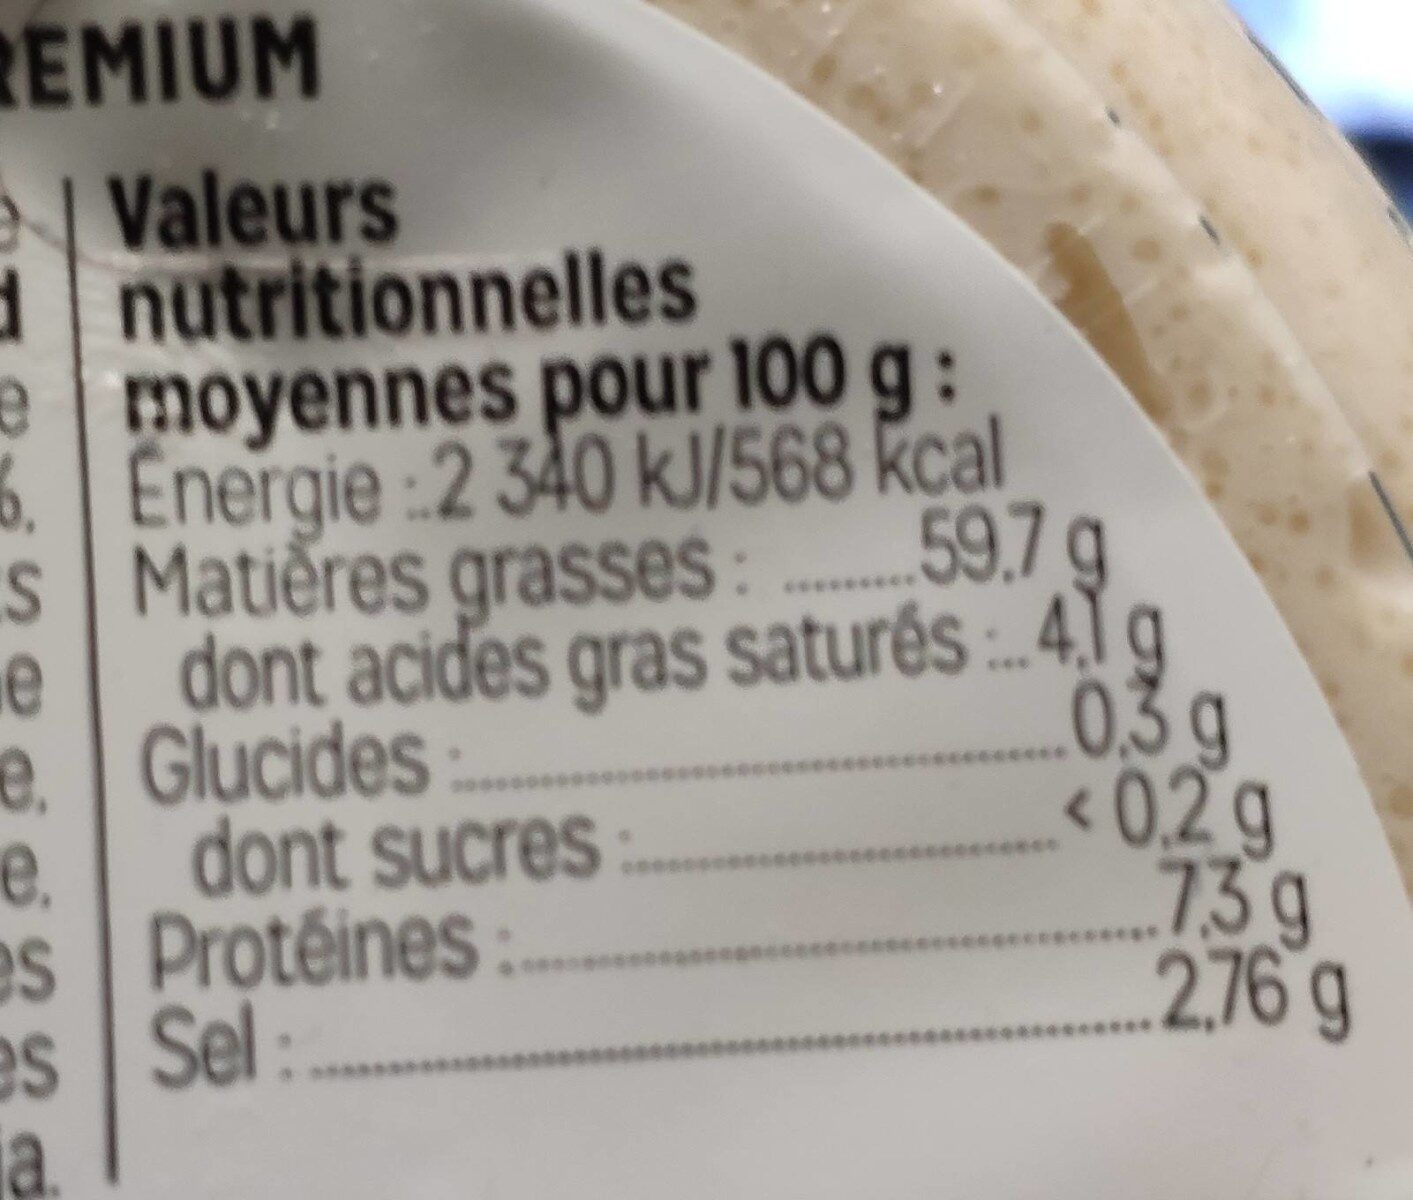 REMIUM
Valeurs
nutritionnelles
moyennes pour 100 g :
Énergie :..2 340 kJ/568 kcal
Matières grasses : .........59,7 g
dont acides gras saturés :...4,1 g
Glucides :..........0,3 g
dont sucres :.......... < 0,2 g
Protéines :..........7,3 g
Sel :..........2,76 g